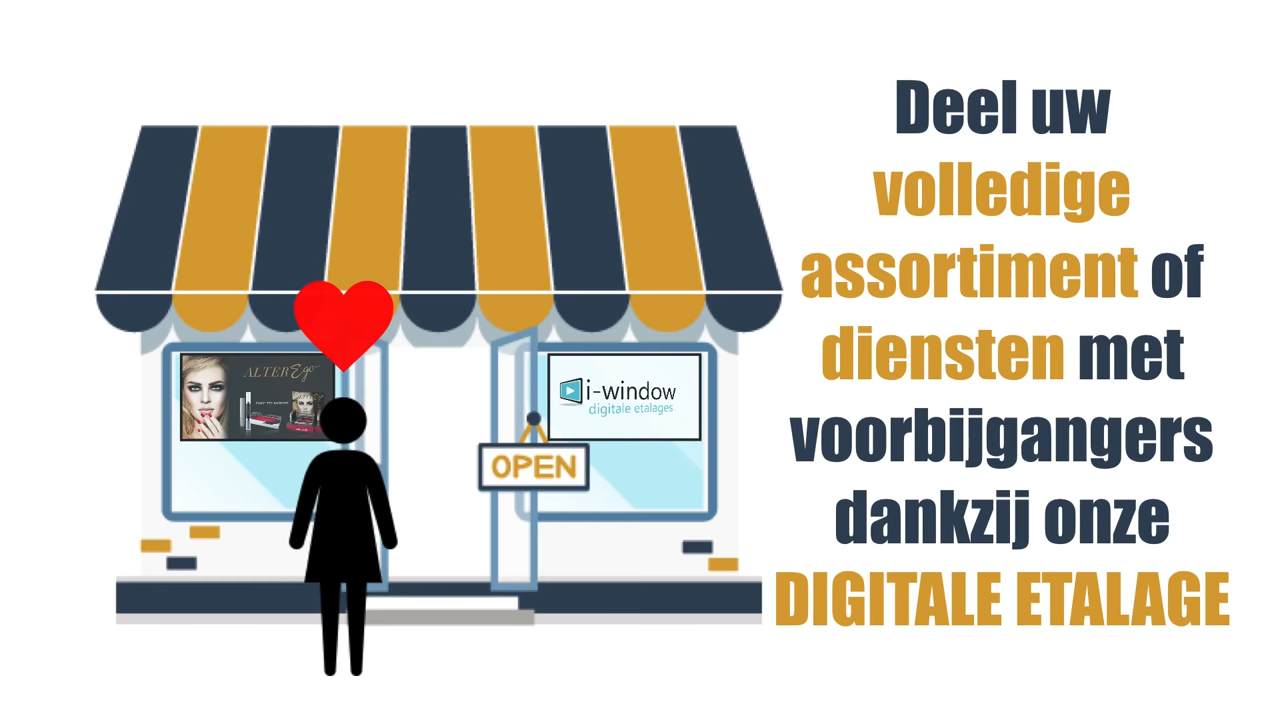 Deel uw
volledige
assortiment of
diensten met
voorbijgangers
dankzij onze
DIGITALE ETALAGE
ALTER Ego
i-window
digitale etalages
OPEN